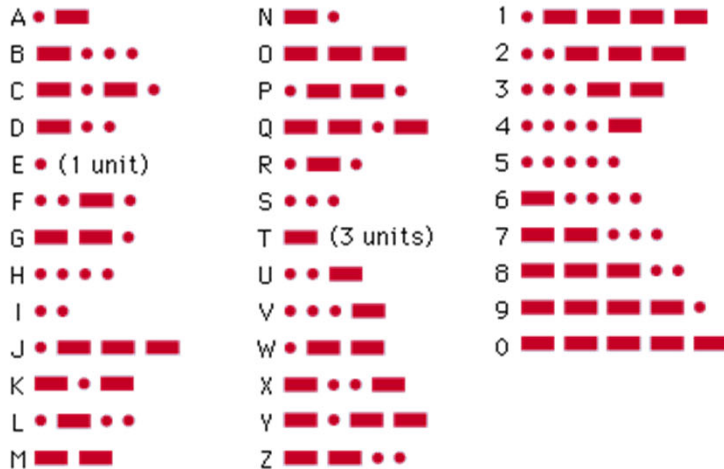 A
B
C
D
E (1 unit)
F
G
H
I
J
K
L
M
N
O
P
Q
R
S
T (3 units)
U
V
W
X
Y
Z
1
2
3
4
5
6
7
8
9
0